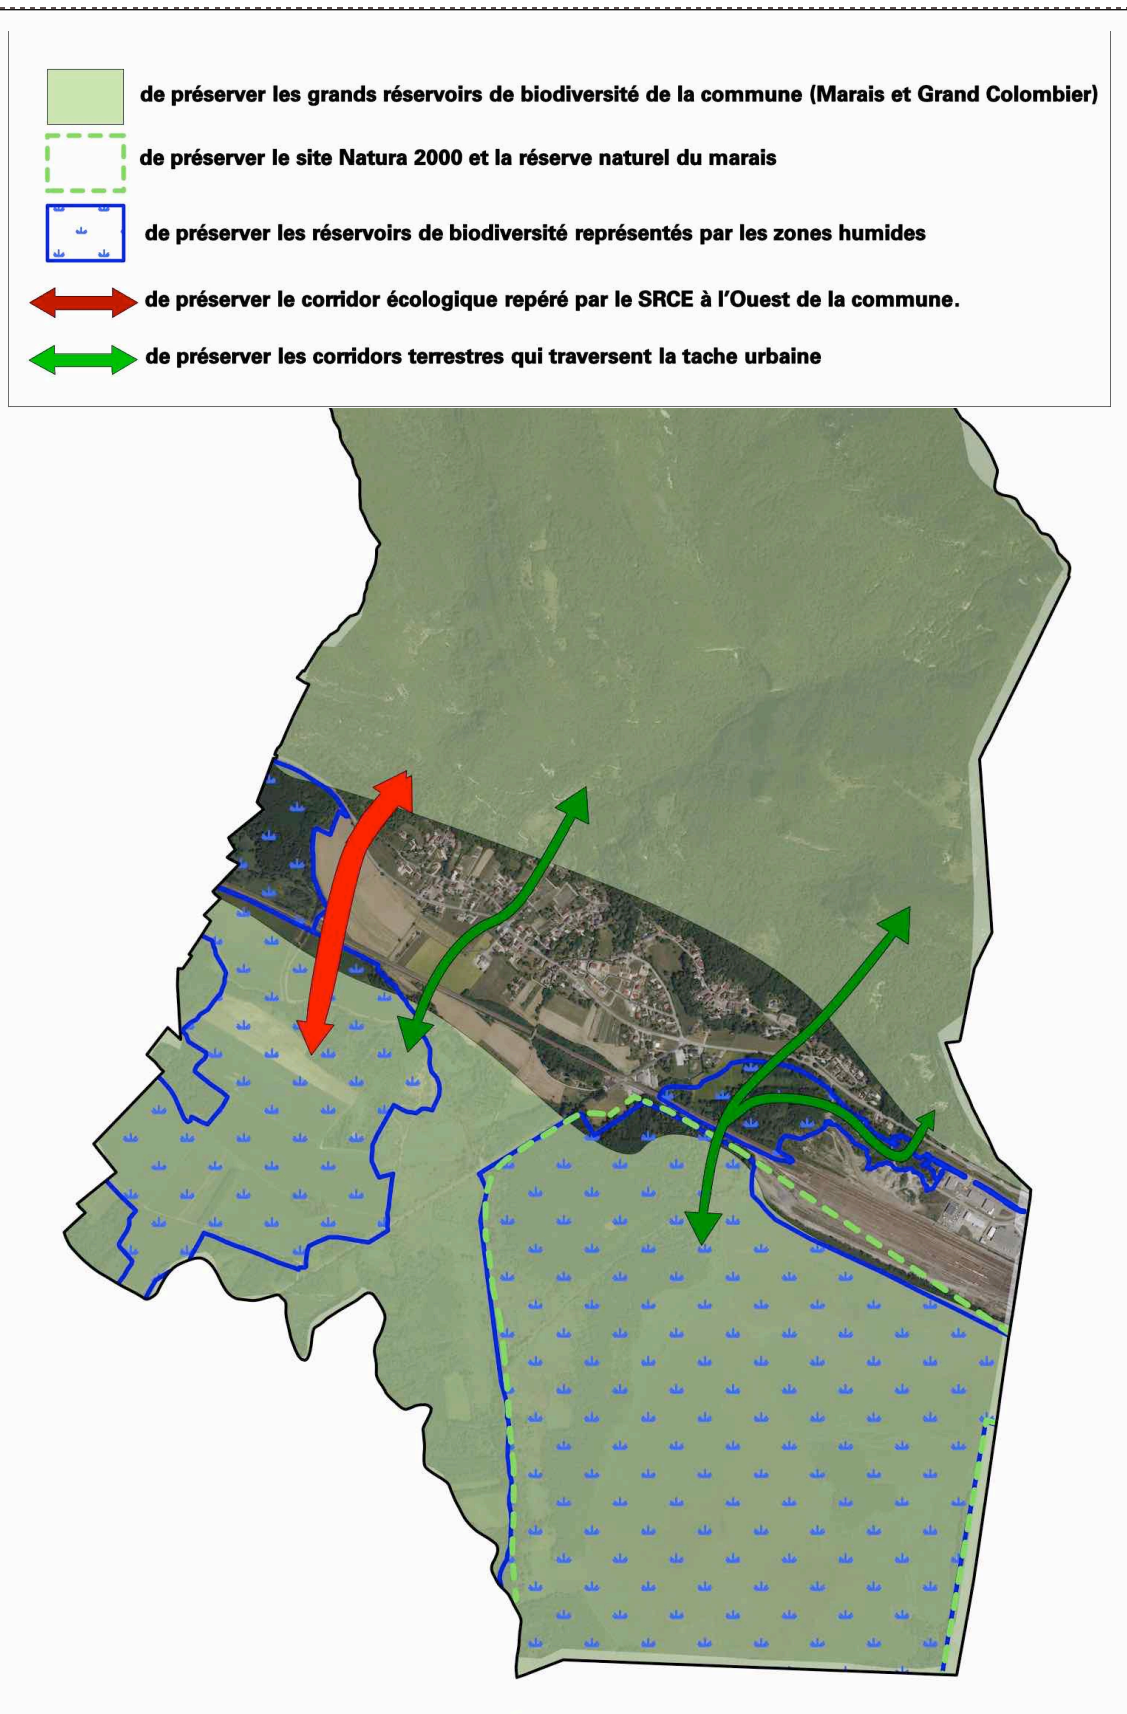 de préserver les grands réservoirs de biodiversité de la commune (Marais et Grand Colombier)
de préserver le site Natura 2000 et la réserve naturel du marais
de préserver les réservoirs de biodiversité représentés par les zones humides
de préserver le corridor écologique repéré par le SRCE à l'Ouest de la commune.
de préserver les corridors terrestres qui traversent la tache urbaine